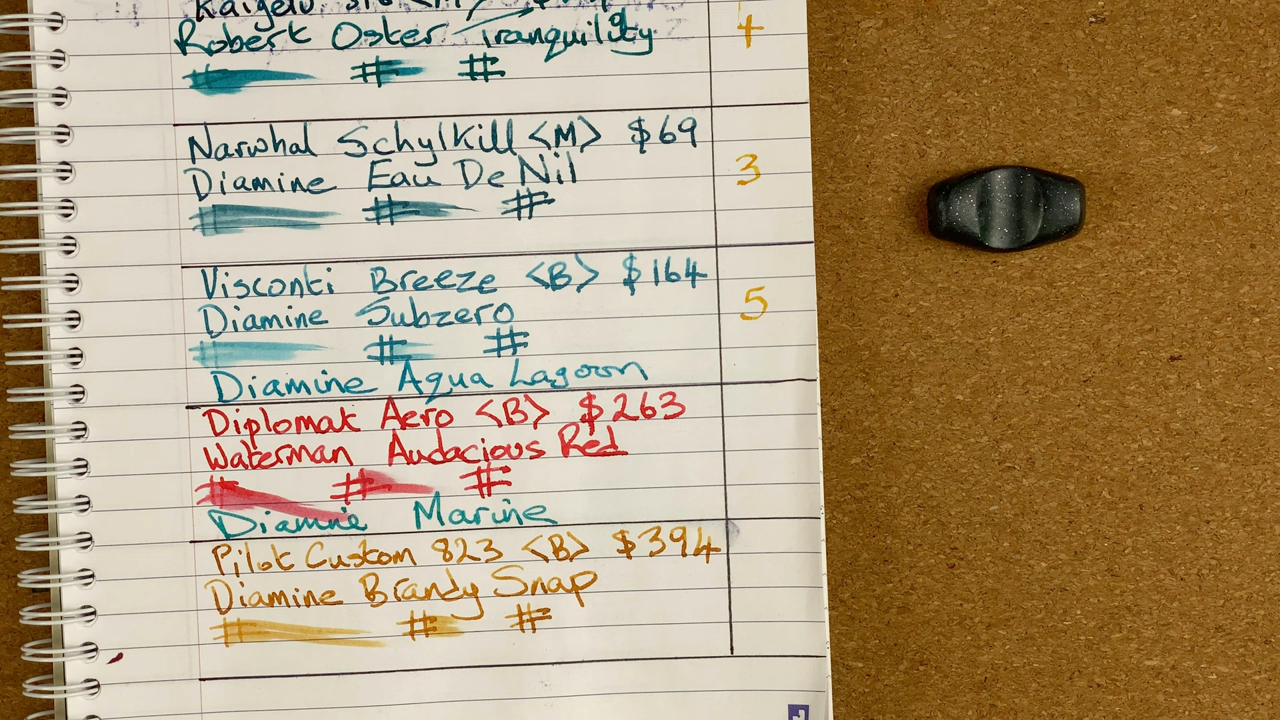 Robert Oster Tranquility 4
# # #
Narwhal Schylkill <M> $69
Diamine Eau De Nil 3
# # #
Visconti Breeze <B> $164
Diamine Subzero 5
# # #
Diamine Aqua Lagoon
Diplomat Aero <B> $263
Waterman Audacious Red
# # #
Diamine Marine
Pilot Custom 823 <B> $394
Diamine Brandy Snap
# # #